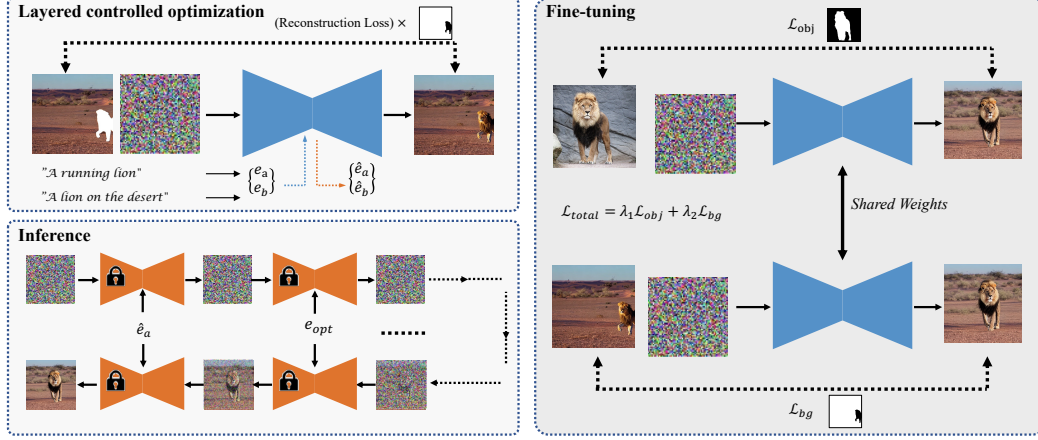 Layered controlled optimization
(Reconstruction Loss) ×
"A running lion"
"A lion on the desert"
{e_a e_b}
{ê_a ê_b}
Inference
ê_a
e_opt
Fine-tuning
ℒ_obj
ℒ_total = λ_1ℒ_obj + λ_2ℒ_bg
Shared Weights
ℒ_bg